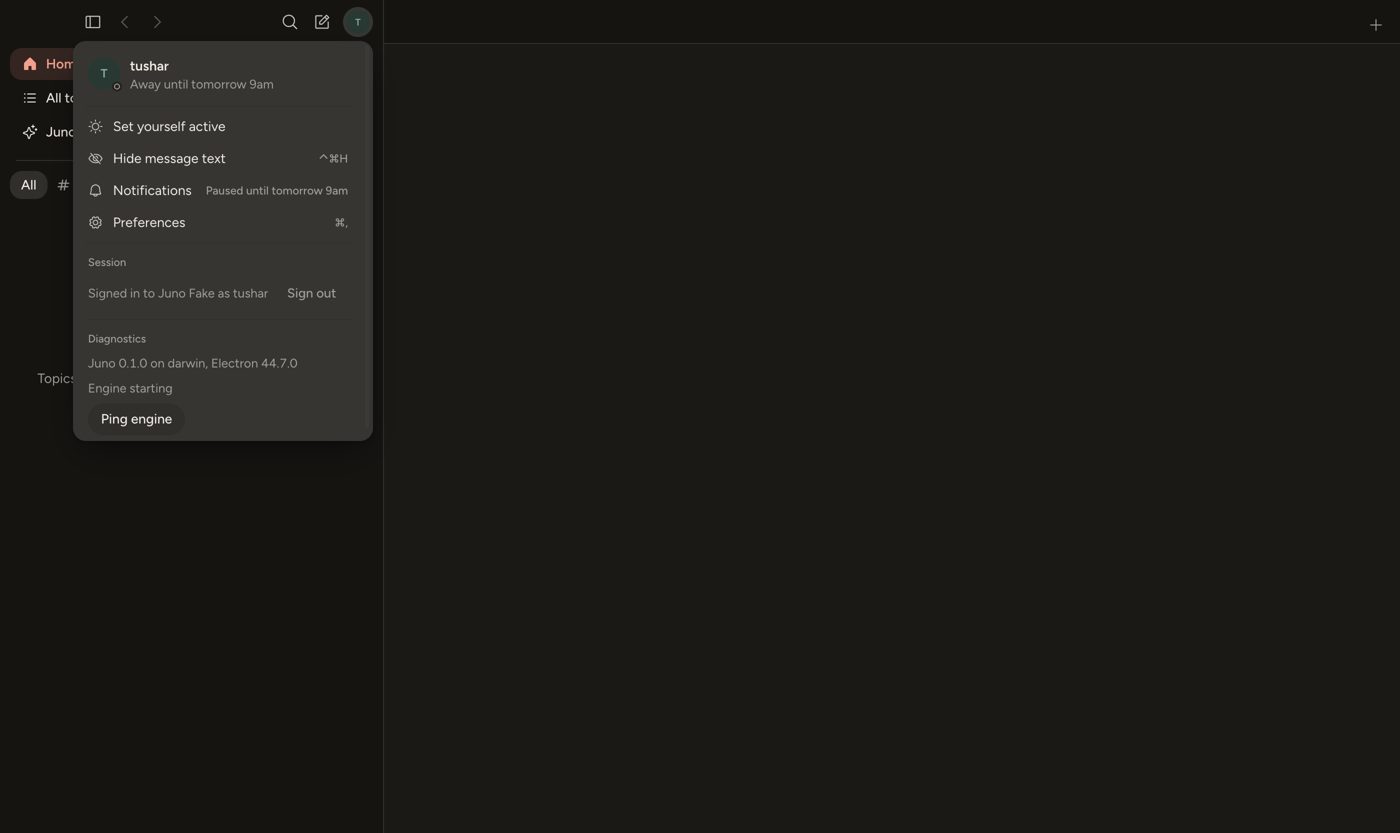 T
Hom
T
tushar
Away until tomorrow 9am
All to
Set yourself active
Juno
Hide message text ^⌘H
All #
Notifications Paused until tomorrow 9am
Preferences ⌘,
Session
Signed in to Juno Fake as tushar Sign out
Diagnostics
Juno 0.1.0 on darwin, Electron 44.7.0
Topics
Engine starting
Ping engine